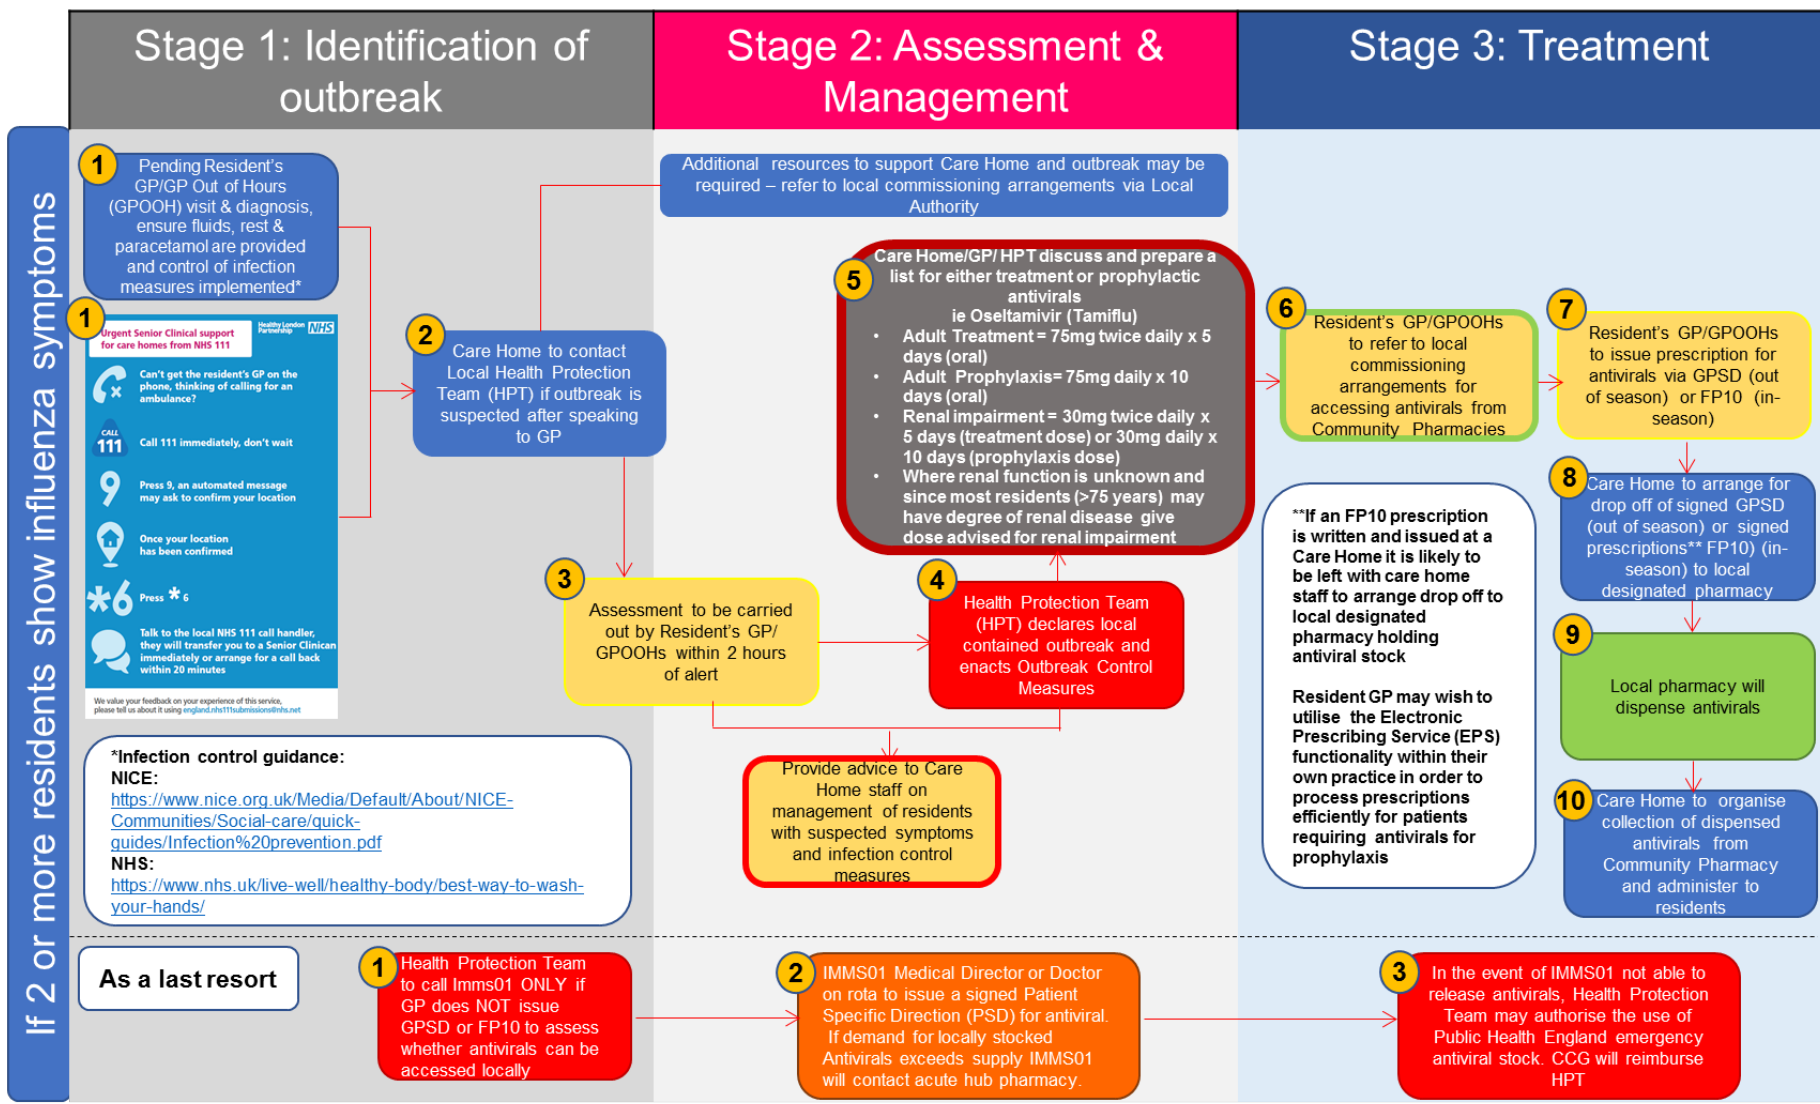 Stage 1: Identification of
outbreak
Stage 2: Assessment &
Management
Stage 3: Treatment
If 2 or more residents show influenza symptoms
1
Pending Resident's
GP/GP Out of Hours
(GPOOH) visit & diagnosis,
ensure fluids, rest &
paracetamol are provided
and control of infection
measures implemented*
1
Urgent Senior Clinical support
for care homes from NHS 111
Healthy London
Partnership
NHS
Can't get the resident's GP on the
phone, thinking of calling for an
ambulance?
CALL
111
Call 111 immediately, don't wait
9
Press 9, an automated message
may ask to confirm your location
Once your location
has been confirmed
*6
Press * 6
Talk to the local NHS 111 call handler,
they will transfer you to a Senior Clinican
immediately or arrange for a call back
within 20 minutes
We value your feedback on your experience of this service,
please tell us about it using england.nhs111submissions@nhs.net
*Infection control guidance:
NICE:
https://www.nice.org.uk/Media/Default/About/NICE-
Communities/Social-care/quick-
guides/Infection%20prevention.pdf
NHS:
https://www.nhs.uk/live-well/healthy-body/best-way-to-wash-
your-hands/
2
Care Home to contact
Local Health Protection
Team (HPT) if outbreak is
suspected after speaking
to GP
Additional resources to support Care Home and outbreak may be
required – refer to local commissioning arrangements via Local
Authority
3
Assessment to be carried
out by Resident's GP/
GPOOHs within 2 hours
of alert
4
Health Protection Team
(HPT) declares local
contained outbreak and
enacts Outbreak Control
Measures
Provide advice to Care
Home staff on
management of residents
with suspected symptoms
and infection control
measures
5
Care Home/GP/ HPT discuss and prepare a
list for either treatment or prophylactic
antivirals
ie Oseltamivir (Tamiflu)
• Adult Treatment = 75mg twice daily x 5
days (oral)
• Adult Prophylaxis= 75mg daily x 10
days (oral)
• Renal impairment = 30mg twice daily x
5 days (treatment dose) or 30mg daily x
10 days (prophylaxis dose)
• Where renal function is unknown and
since most residents (>75 years) may
have degree of renal disease give
dose advised for renal impairment
6
Resident's GP/GPOOHs
to refer to local
commissioning
arrangements for
accessing antivirals from
Community Pharmacies
7
Resident's GP/GPOOHs
to issue prescription for
antivirals via GPSD (out
of season) or FP10 (in-
season)
8
Care Home to arrange for
drop off of signed GPSD
(out of season) or signed
prescriptions** FP10) (in-
season) to local
designated pharmacy
9
Local pharmacy will
dispense antivirals
10
Care Home to organise
collection of dispensed
antivirals from
Community Pharmacy
and administer to
residents
**If an FP10 prescription
is written and issued at a
Care Home it is likely to
be left with care home
staff to arrange drop off to
local designated
pharmacy holding
antiviral stock
Resident GP may wish to
utilise the Electronic
Prescribing Service (EPS)
functionality within their
own practice in order to
process prescriptions
efficiently for patients
requiring antivirals for
prophylaxis
As a last resort
1
Health Protection Team
to call Imms01 ONLY if
GP does NOT issue
GPSD or FP10 to assess
whether antivirals can be
accessed locally
2
IMMS01 Medical Director or Doctor
on rota to issue a signed Patient
Specific Direction (PSD) for antiviral.
If demand for locally stocked
Antivirals exceeds supply IMMS01
will contact acute hub pharmacy.
3
In the event of IMMS01 not able to
release antivirals, Health Protection
Team may authorise the use of
Public Health England emergency
antiviral stock. CCG will reimburse
HPT